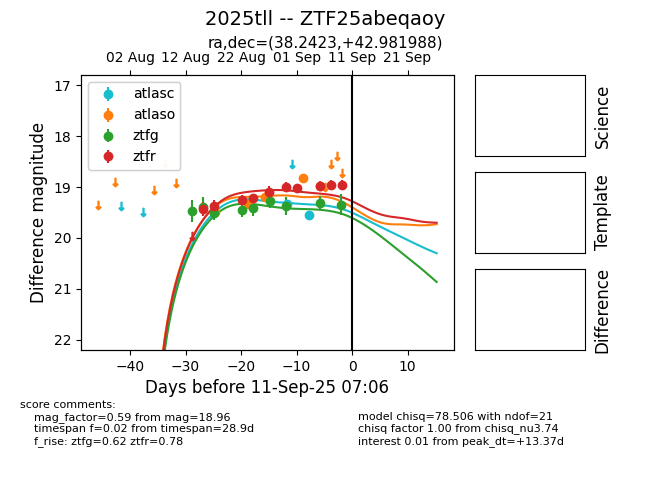 2025tll -- ZTF25abeqaoy
ra,dec=(38.2423,+42.981988)
02 Aug 12 Aug 22 Aug 01 Sep 11 Sep 21 Sep
17
18
19
20
21
22
Difference magnitude
atlasc
atlaso
ztfg
ztfr
−40 −30 −20 −10 0 10
Days before 11-Sep-25 07:06
Science
Template
Difference
score comments:
mag_factor=0.59 from mag=18.96
timespan f=0.02 from timespan=28.9d
f_rise: ztfg=0.62 ztfr=0.78
model chisq=78.506 with ndof=21
chisq factor 1.00 from chisq_nu3.74
interest 0.01 from peak_dt=+13.37d